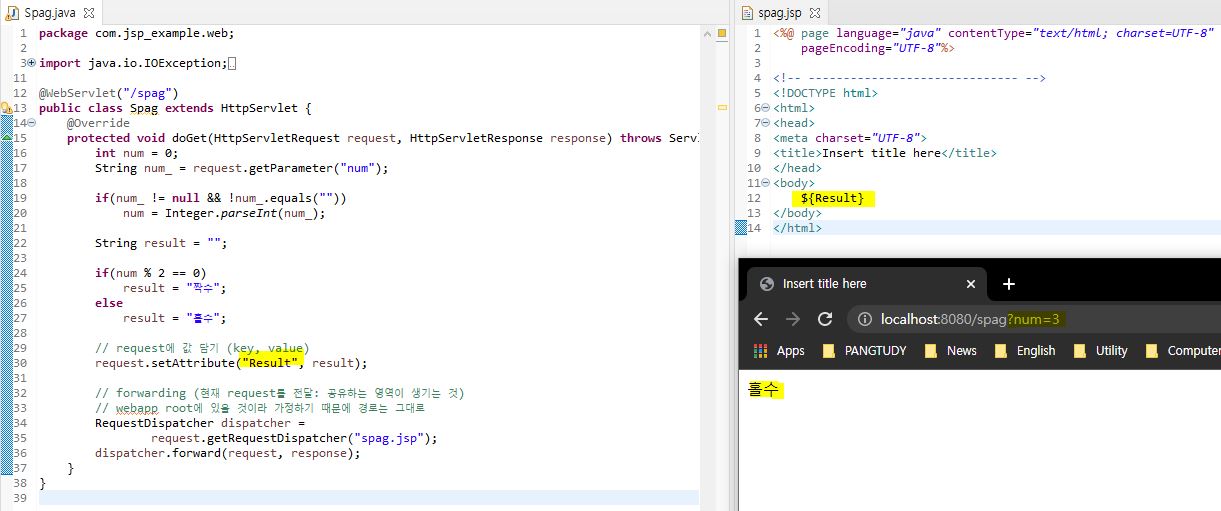 Spag.java
1 package com.jsp_example.web;
2
3 import java.io.IOException;
11
12 @WebServlet("/spag")
13 public class Spag extends HttpServlet {
14 @Override
15 protected void doGet(HttpServletRequest request, HttpServletResponse response) throws Serv
16 int num = 0;
17 String num_ = request.getParameter("num");
18
19 if(num_ != null && !num_.equals(""))
20 num = Integer.parseInt(num_);
21
22 String result = "";
23
24 if(num % 2 == 0)
25 result = "짝수";
26 else
27 result = "홀수";
28
29 // request에 값 담기 (key, value)
30 request.setAttribute("Result", result);
31
32 // forwarding (현재 request를 전달: 공유하는 영역이 생기는 것)
33 // webapp root에 있을 것이라 가정하기 때문에 경로는 그대로
34 RequestDispatcher dispatcher =
35 request.getRequestDispatcher("spag.jsp");
36 dispatcher.forward(request, response);
37 }
38 }
39
spag.jsp
1 <%@ page language="java" contentType="text/html; charset=UTF-8"
2 pageEncoding="UTF-8"%>
3
4 <!-- ------------------------------ -->
5 <!DOCTYPE html>
6 <html>
7 <head>
8 <meta charset="UTF-8">
9 <title>Insert title here</title>
10 </head>
11 <body>
12 ${Result}
13 </body>
14 </html>
Insert title here
localhost:8080/spag?num=3
Apps PANGTUDY News English Utility Computer
홀수